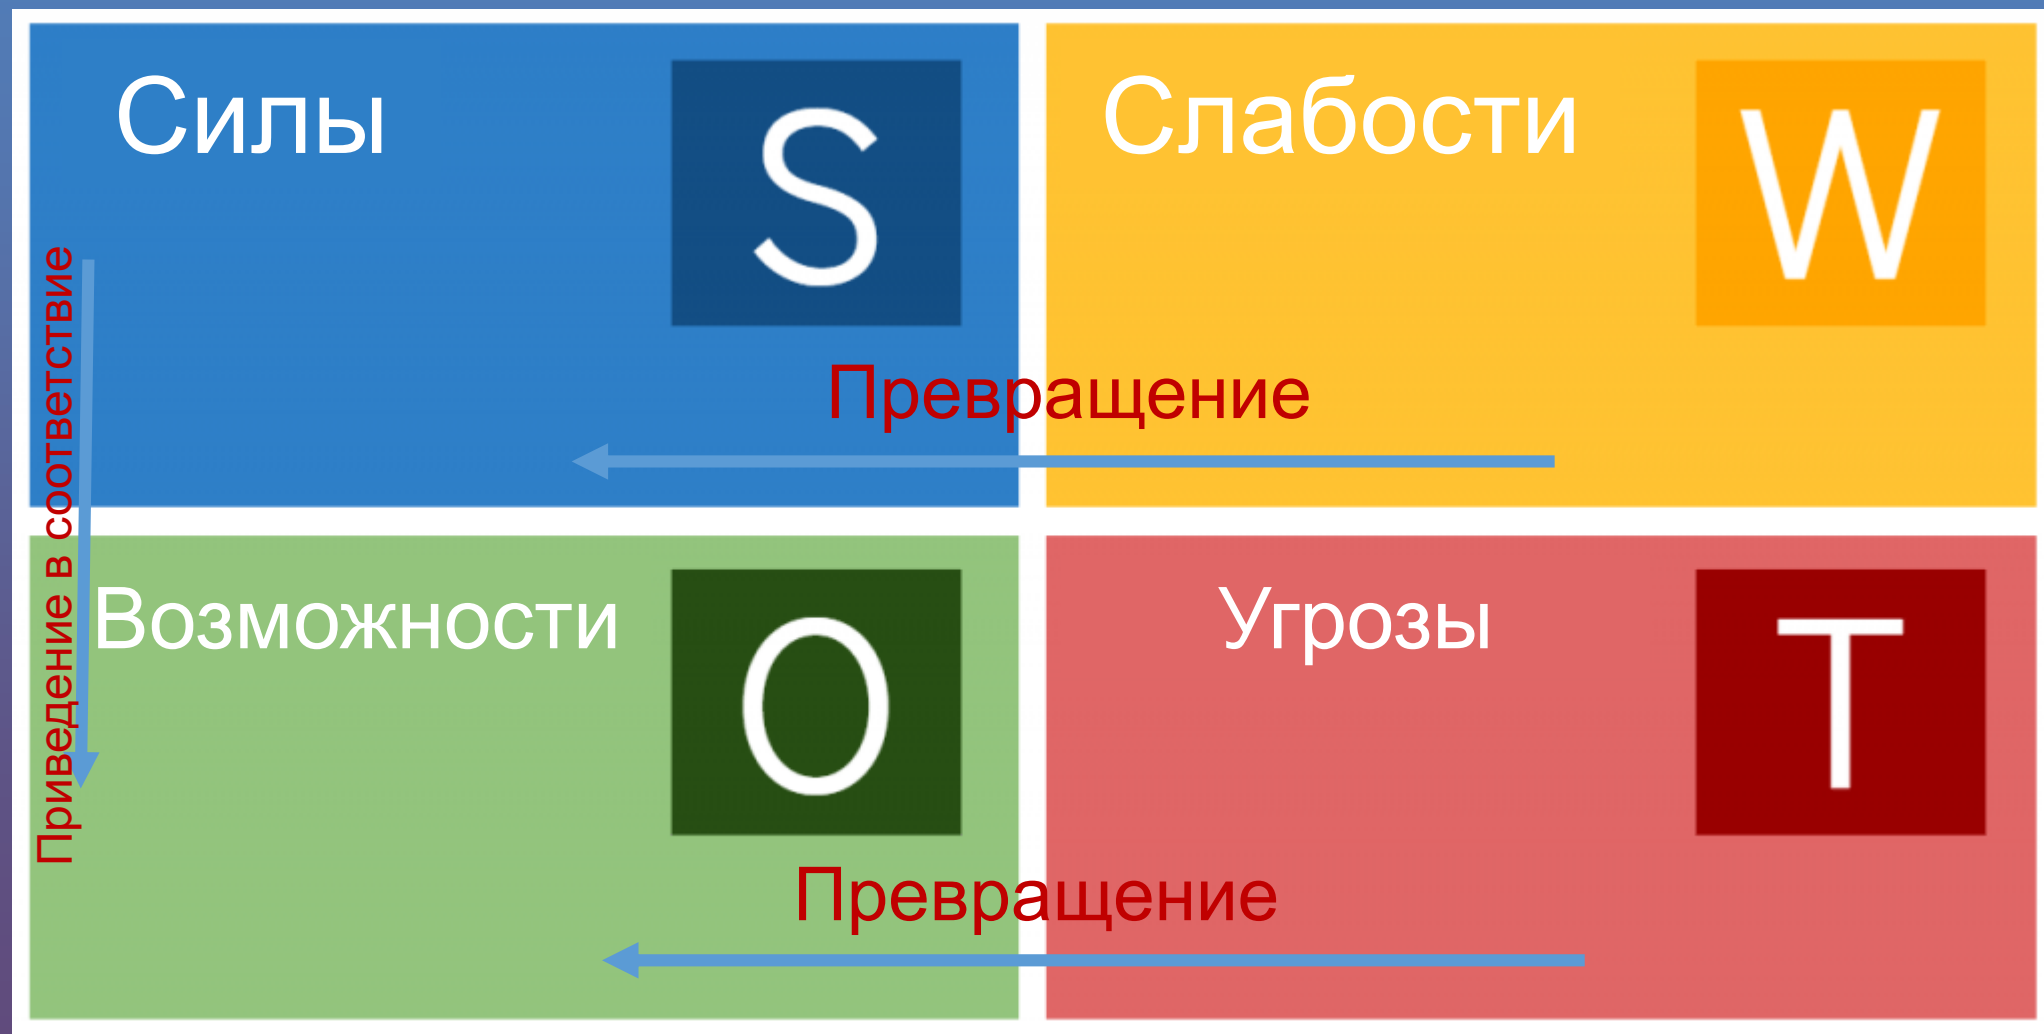 Силы
S
Слабости
W
Превращение
Приведение в соответствие
Возможности
O
Угрозы
T
Превращение